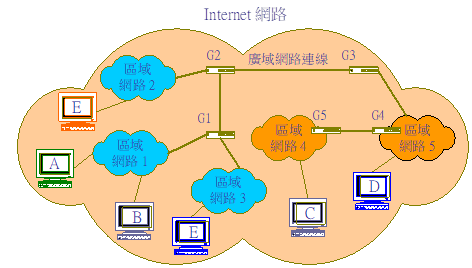 Internet 網路
G2
廣域網路連線
G3
區域
網路 2
E
G1
G5
G4
區域
網路 4
區域
網路 5
區域
網路 1
A
區域
網路 3
D
B
E
C